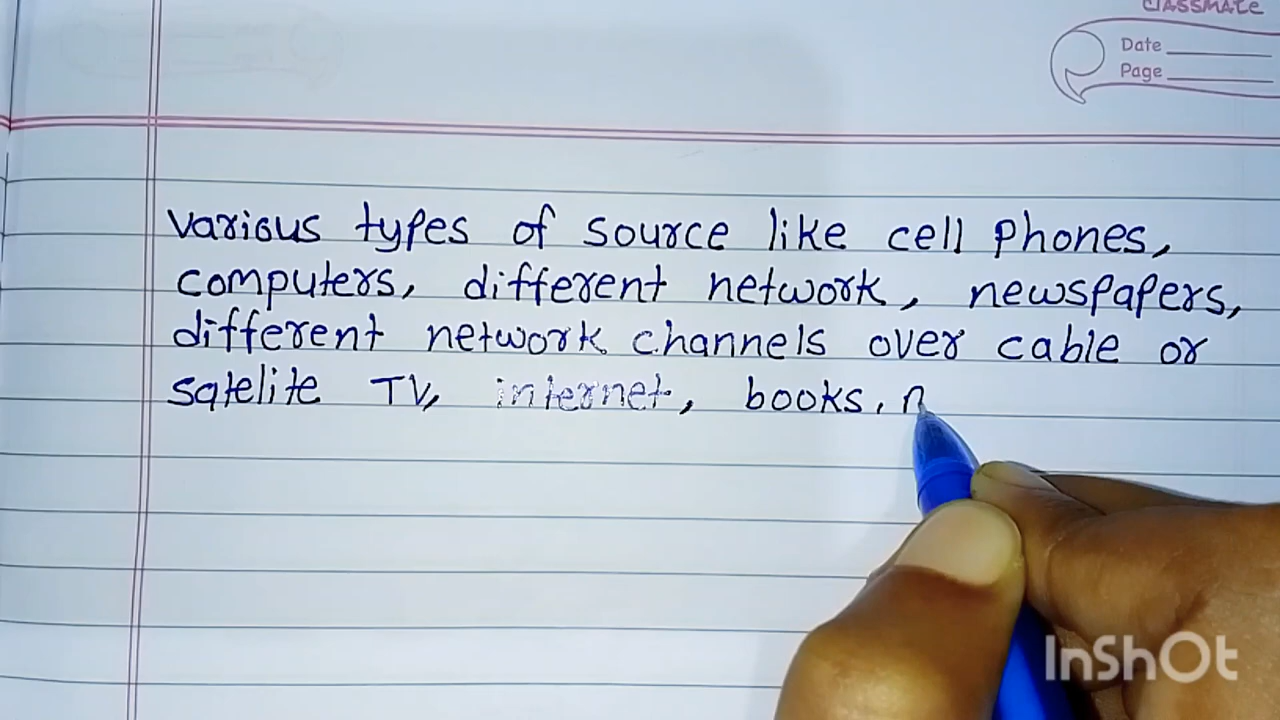 classmate
Date
Page
various types of source like cell phones,
computers, different network, newspapers,
different network channels over cable or
satelite TV, internet, books, n
InShOt